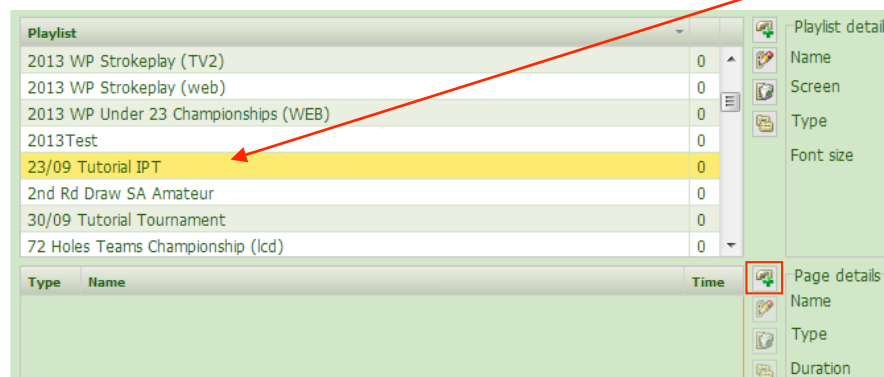 Playlist
2013 WP Strokeplay (TV2) 0
2013 WP Strokeplay (web) 0
2013 WP Under 23 Championships (WEB) 0
2013Test 0
23/09 Tutorial IPT 0
2nd Rd Draw SA Amateur 0
30/09 Tutorial Tournament 0
72 Holes Teams Championship (lcd) 0
Playlist detail
Name
Screen
Type
Font size
Type Name Time
Page details
Name
Type
Duration